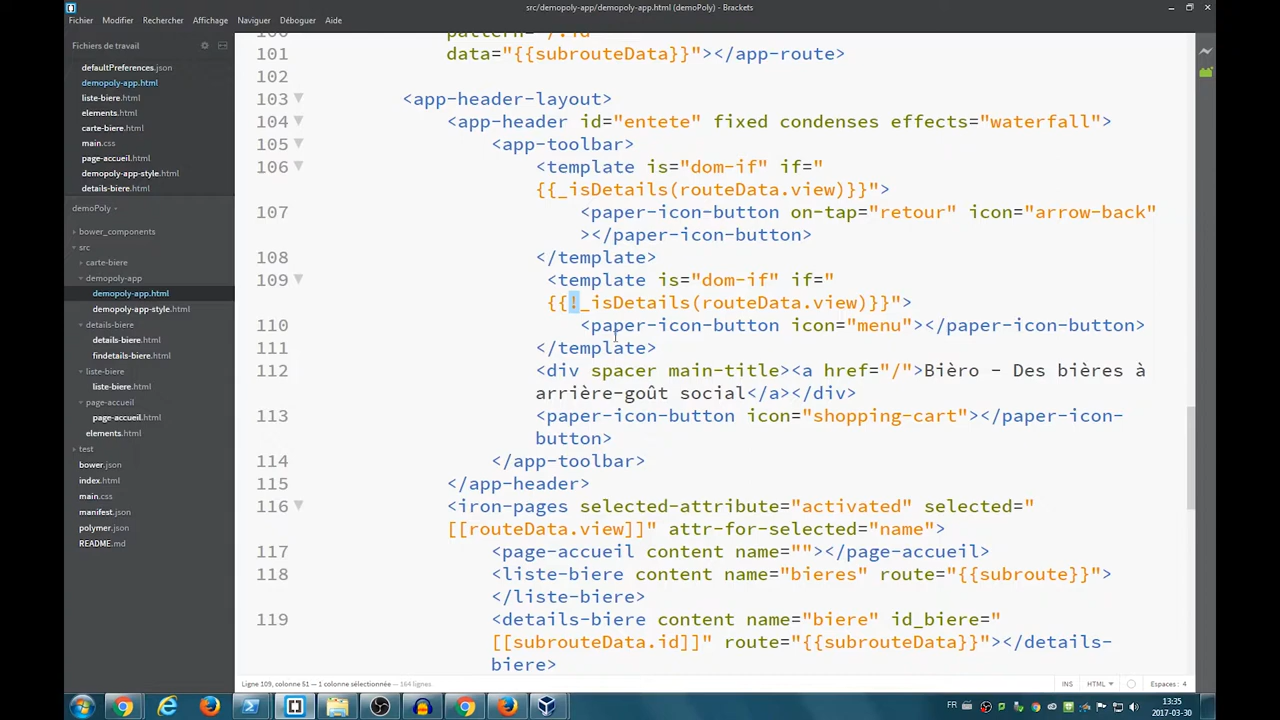 src/demopoly-app/demopoly-app.html (demoPoly) - Brackets
Fichier Modifier Rechercher Affichage Naviguer Déboguer Aide
Fichiers de travail
defaultPreferences.json
demopoly-app.html
liste-biere.html
elements.html
carte-biere.html
main.css
page-accueil.html
demopoly-app-style.html
details-biere.html
demoPoly
bower_components
src
carte-biere
demopoly-app
demopoly-app.html
demopoly-app-style.html
details-biere
details-biere.html
findetails-biere.html
liste-biere
liste-biere.html
page-accueil
page-accueil.html
elements.html
test
bower.json
index.html
main.css
manifest.json
polymer.json
README.md
101 data="{{subrouteData}}"></app-route>
102
103 <app-header-layout>
104 <app-header id="entete" fixed condenses effects="waterfall">
105 <app-toolbar>
106 <template is="dom-if" if="
{{_isDetails(routeData.view)}}">
107 <paper-icon-button on-tap="retour" icon="arrow-back"
></paper-icon-button>
108 </template>
109 <template is="dom-if" if="
{{!_isDetails(routeData.view)}}">
110 <paper-icon-button icon="menu"></paper-icon-button>
111 </template>
112 <div spacer main-title><a href="/">Bièro - Des bières à
arrière-goût social</a></div>
113 <paper-icon-button icon="shopping-cart"></paper-icon-
button>
114 </app-toolbar>
115 </app-header>
116 <iron-pages selected-attribute="activated" selected="
[[routeData.view]]" attr-for-selected="name">
117 <page-accueil content name=""></page-accueil>
118 <liste-biere content name="bieres" route="{{subroute}}">
</liste-biere>
119 <details-biere content name="biere" id_biere="
[[subrouteData.id]]" route="{{subrouteData}}"></details-
biere>
Ligne 109, colonne 51 — 1 colonne sélectionnée — 164 lignes
INS HTML Espaces : 4
FR
13:35
2017-03-30